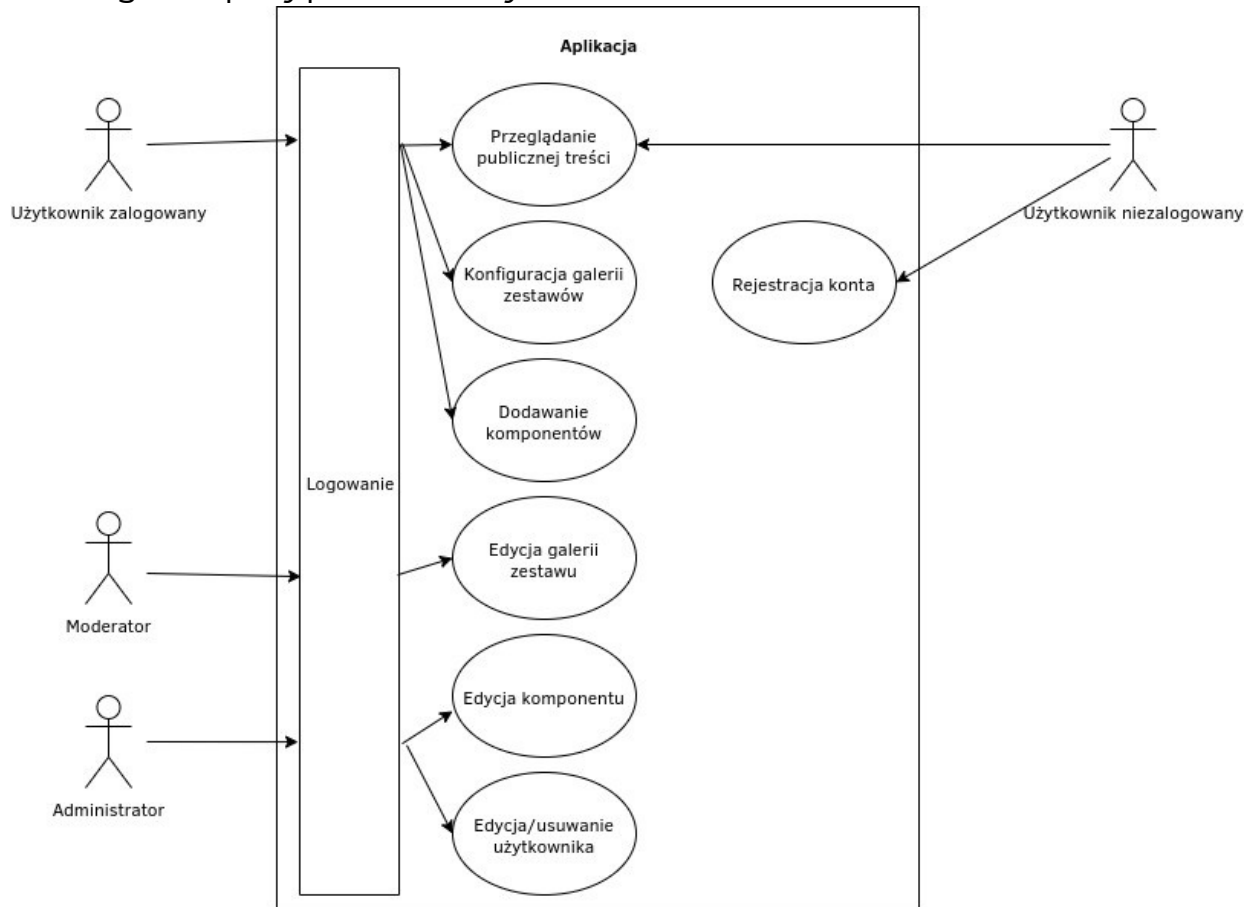 Aplikacja
Przeglądanie
publicznej treści
Użytkownik zalogowany
Użytkownik niezalogowany
Konfiguracja galerii
zestawów
Rejestracja konta
Dodawanie
komponentów
Logowanie
Edycja galerii
zestawu
Moderator
Edycja komponentu
Administrator
Edycja/usuwanie
użytkownika